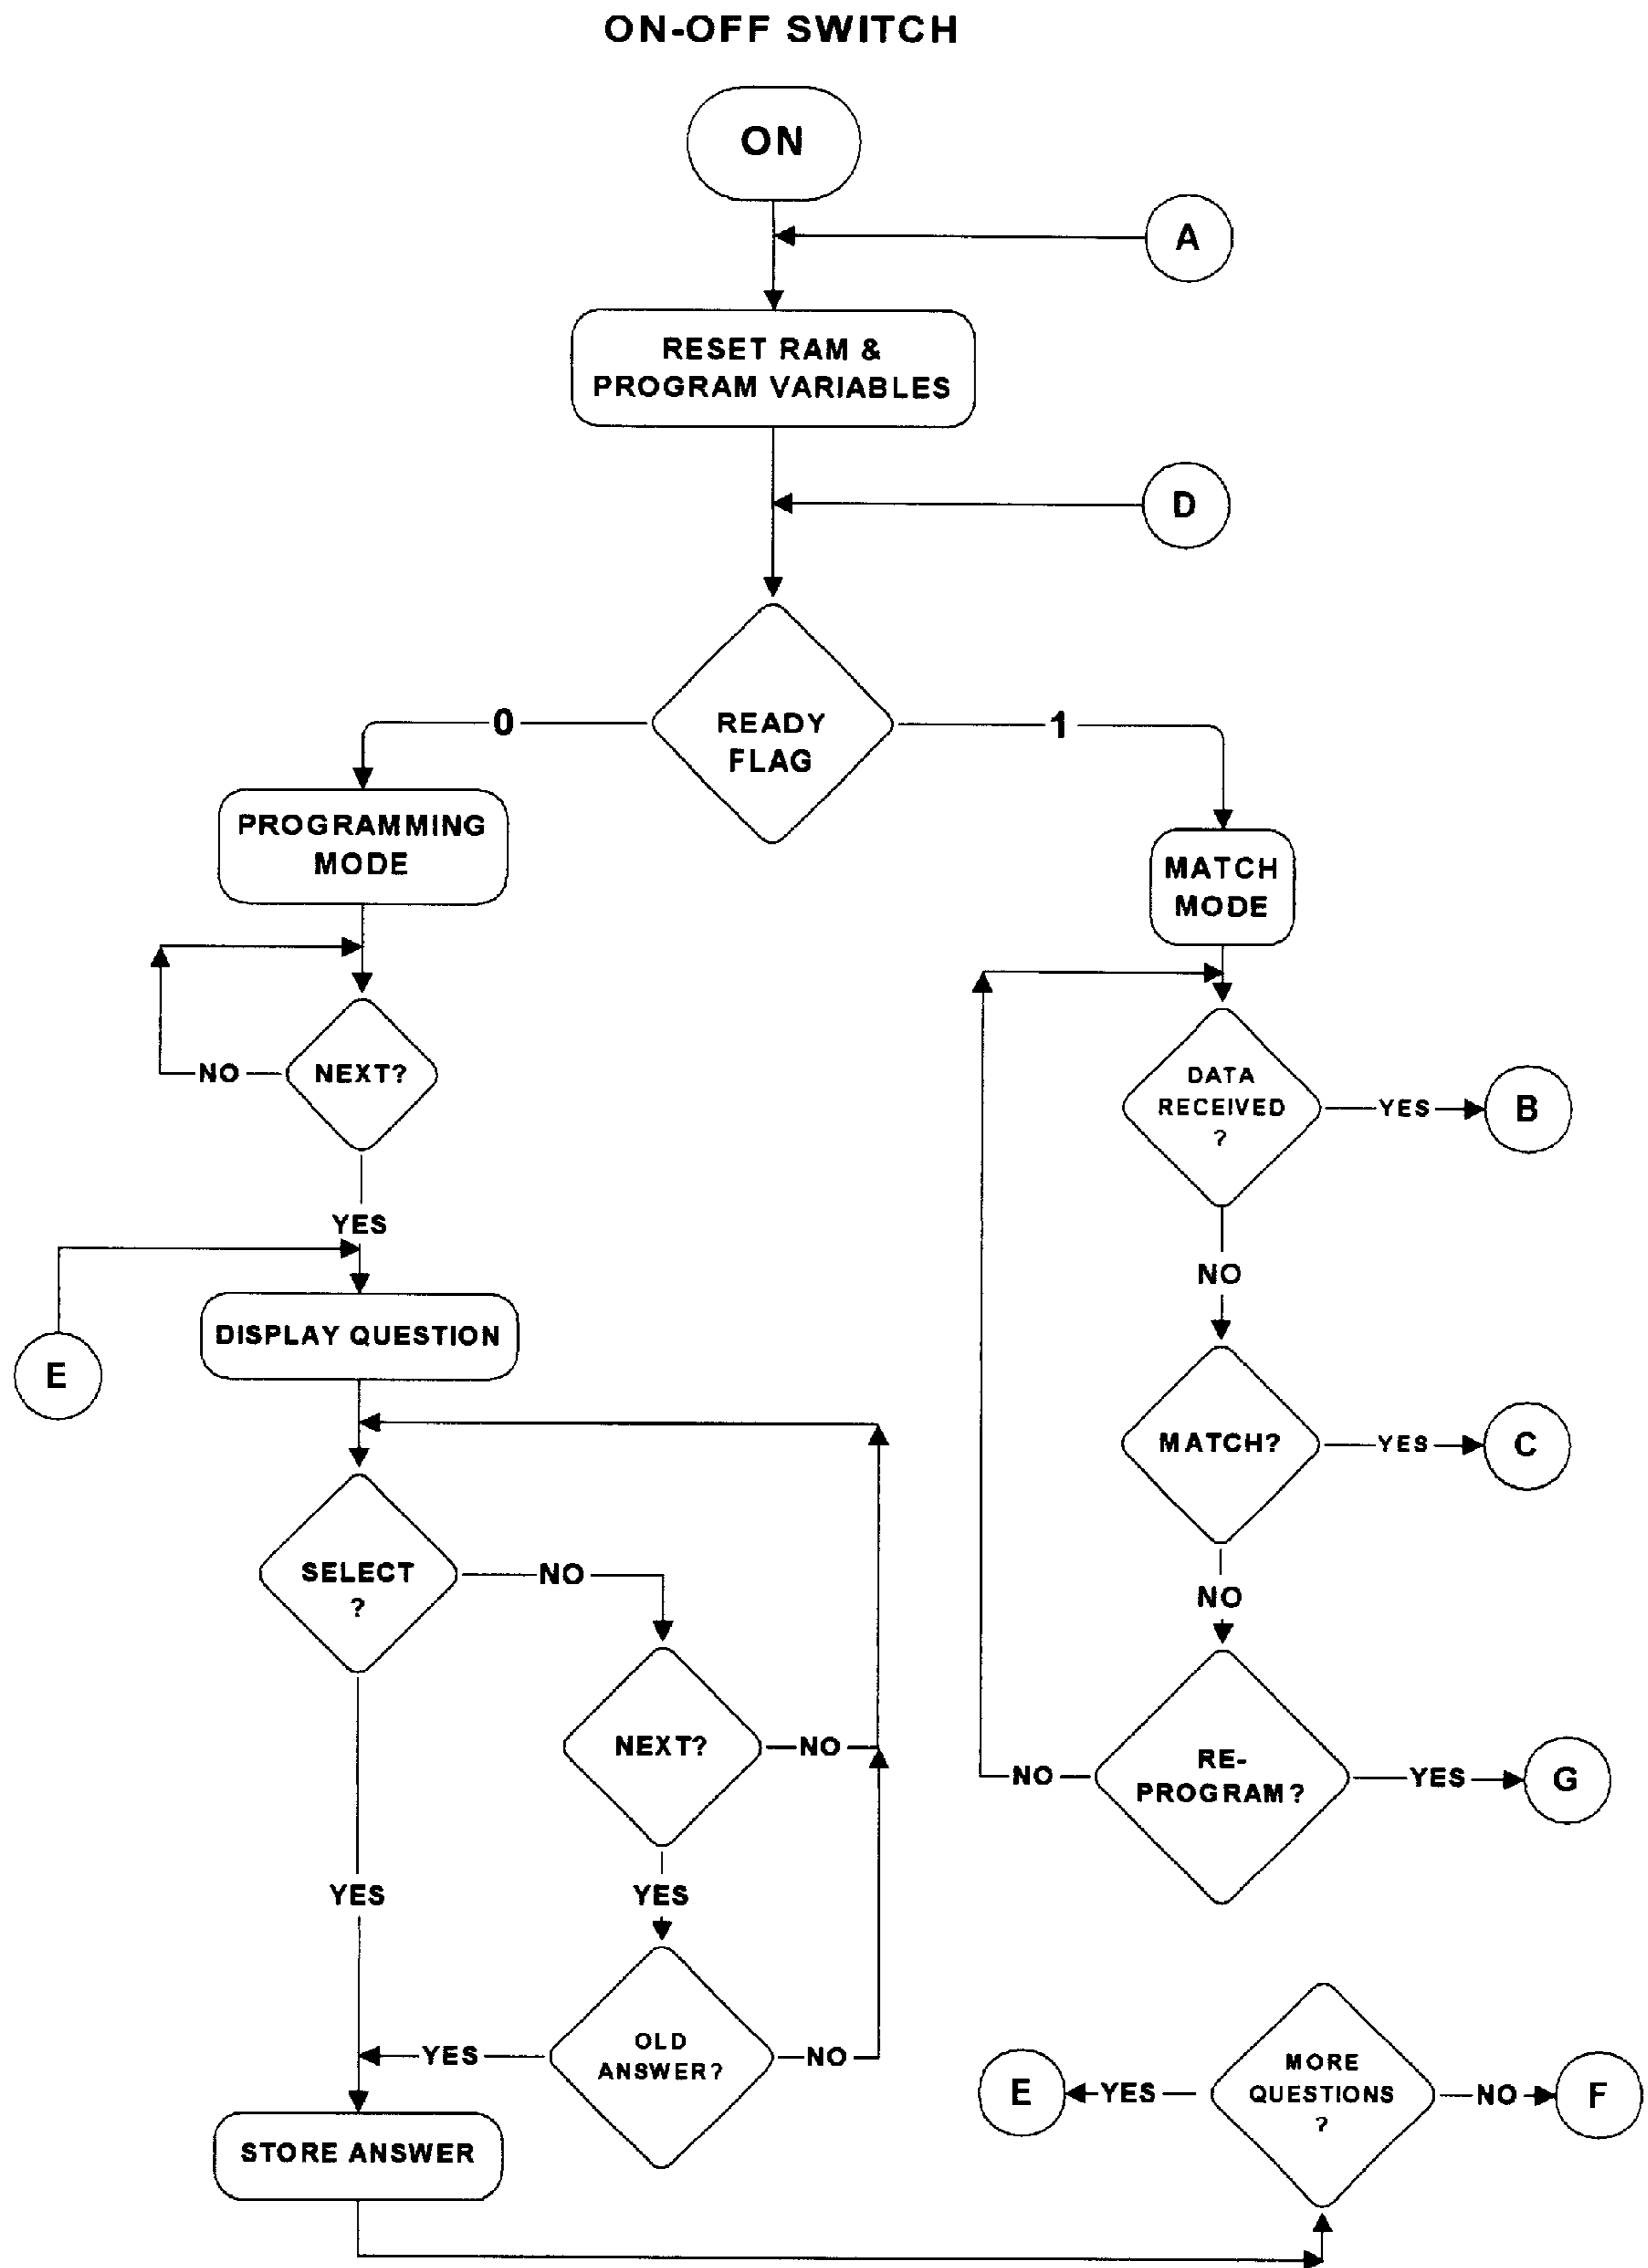 ON-OFF SWITCH
ON
A
RESET RAM &
PROGRAM VARIABLES
D
READY
FLAG
0
1
PROGRAMMING
MODE
MATCH
MODE
NEXT?
NO
YES
DATA
RECEIVED
?
YES
B
NO
E
DISPLAY QUESTION
MATCH?
YES
C
NO
SELECT
?
NO
YES
NEXT?
NO
YES
RE-
PROGRAM?
NO
YES
G
OLD
ANSWER?
YES
NO
STORE ANSWER
MORE
QUESTIONS
?
YES
E
NO
F